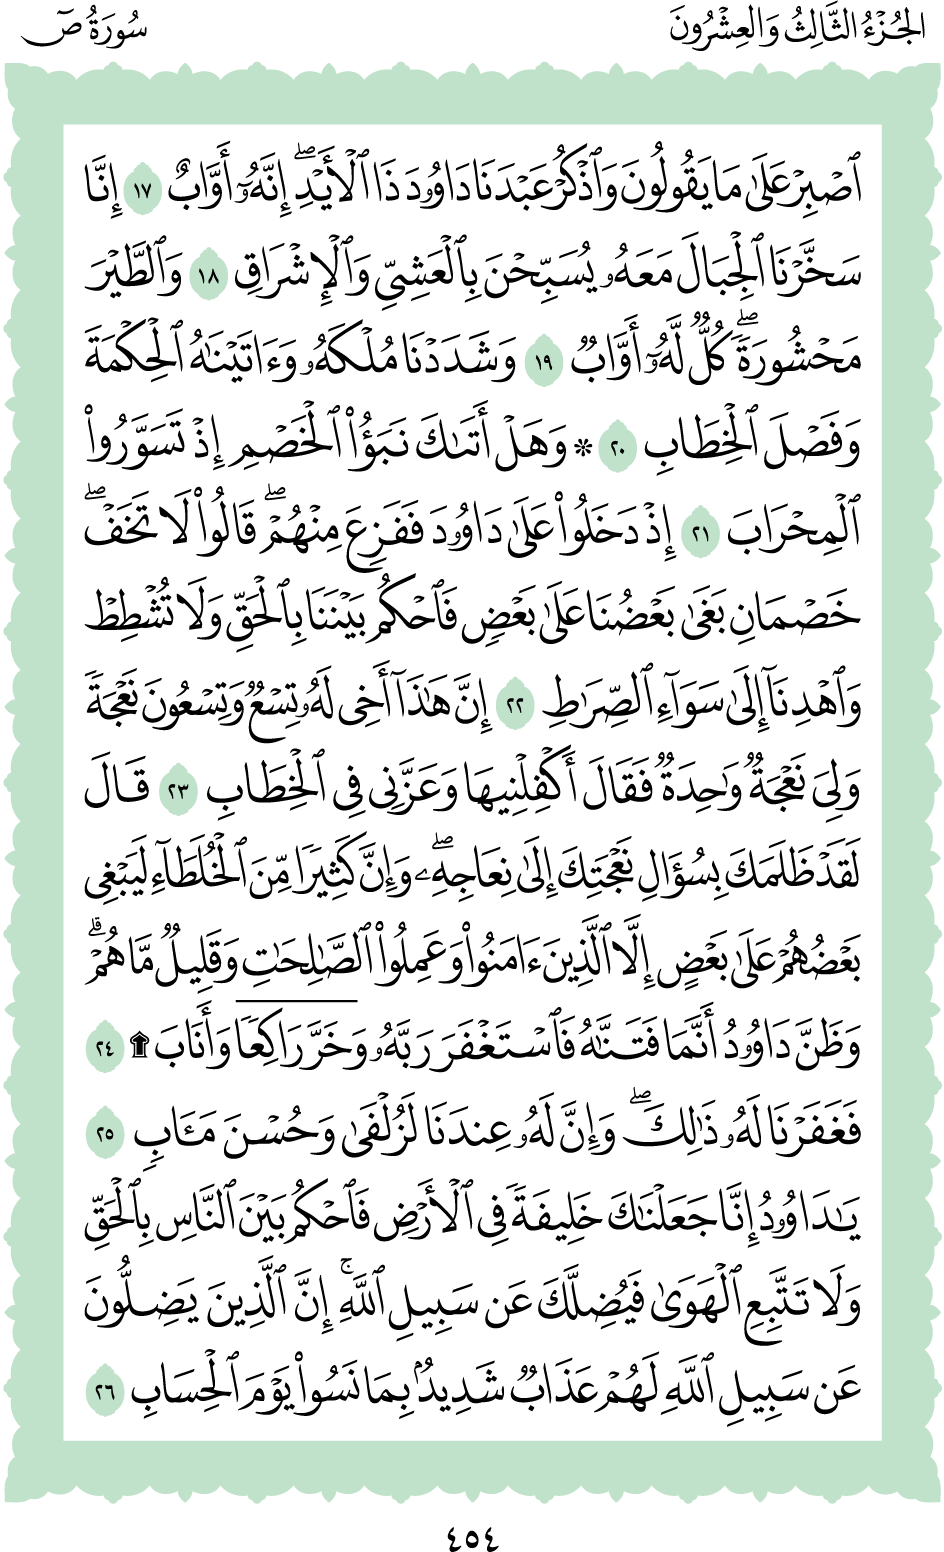 الجُزْءُ الثَّالِثُ وَالعِشْرُونَ
سُورَةُ صٓ
ٱصۡبِرۡ عَلَىٰ مَا يَقُولُونَ وَٱذۡكُرۡ عَبۡدَنَا دَاوُۥدَ ذَا ٱلۡأَيۡدِۖ إِنَّهُۥٓ أَوَّابٌ ١٧ إِنَّا
سَخَّرۡنَا ٱلۡجِبَالَ مَعَهُۥ يُسَبِّحۡنَ بِٱلۡعَشِيِّ وَٱلۡإِشۡرَاقِ ١٨ وَٱلطَّيۡرَ
مَحۡشُورَةٗۖ كُلّٞ لَّهُۥٓ أَوَّابٞ ١٩ وَشَدَدۡنَا مُلۡكَهُۥ وَءَاتَيۡنَٰهُ ٱلۡحِكۡمَةَ
وَفَصۡلَ ٱلۡخِطَابِ ٢٠ * وَهَلۡ أَتَىٰكَ نَبَؤُاْ ٱلۡخَصۡمِ إِذۡ تَسَوَّرُواْ
ٱلۡمِحۡرَابَ ٢١ إِذۡ دَخَلُواْ عَلَىٰ دَاوُۥدَ فَفَزِعَ مِنۡهُمۡۖ قَالُواْ لَا تَخَفۡۖ
خَصۡمَانِ بَغَىٰ بَعۡضُنَا عَلَىٰ بَعۡضٖ فَٱحۡكُم بَيۡنَنَا بِٱلۡحَقِّ وَلَا تُشۡطِطۡ
وَٱهۡدِنَآ إِلَىٰ سَوَآءِ ٱلصِّرَٰطِ ٢٢ إِنَّ هَٰذَآ أَخِي لَهُۥ تِسۡعٞ وَتِسۡعُونَ نَعۡجَةٗ
وَلِيَ نَعۡجَةٞ وَٰحِدَةٞ فَقَالَ أَكۡفِلۡنِيهَا وَعَزَّنِي فِي ٱلۡخِطَابِ ٢٣ قَالَ
لَقَدۡ ظَلَمَكَ بِسُؤَالِ نَعۡجَتِكَ إِلَىٰ نِعَاجِهِۦۖ وَإِنَّ كَثِيرٗا مِّنَ ٱلۡخُلَطَآءِ لَيَبۡغِي
بَعۡضُهُمۡ عَلَىٰ بَعۡضٍ إِلَّا ٱلَّذِينَ ءَامَنُواْ وَعَمِلُواْ ٱلصَّٰلِحَٰتِ وَقَلِيلٞ مَّا هُمۡۗ
وَظَنَّ دَاوُۥدُ أَنَّمَا فَتَنَّٰهُ فَٱسۡتَغۡفَرَ رَبَّهُۥ وَخَرَّۤ رَاكِعٗاۤ وَأَنَابَ ۩ ٢٤
فَغَفَرۡنَا لَهُۥ ذَٰلِكَۖ وَإِنَّ لَهُۥ عِندَنَا لَزُلۡفَىٰ وَحُسۡنَ مَـَٔابٖ ٢٥
يَٰدَاوُۥدُ إِنَّا جَعَلۡنَٰكَ خَلِيفَةٗ فِي ٱلۡأَرۡضِ فَٱحۡكُم بَيۡنَ ٱلنَّاسِ بِٱلۡحَقِّ
وَلَا تَتَّبِعِ ٱلۡهَوَىٰ فَيُضِلَّكَ عَن سَبِيلِ ٱللَّهِۚ إِنَّ ٱلَّذِينَ يَضِلُّونَ
عَن سَبِيلِ ٱللَّهِ لَهُمۡ عَذَابٞ شَدِيدُۢ بِمَا نَسُواْ يَوۡمَ ٱلۡحِسَابِ ٢٦
٤٥٤